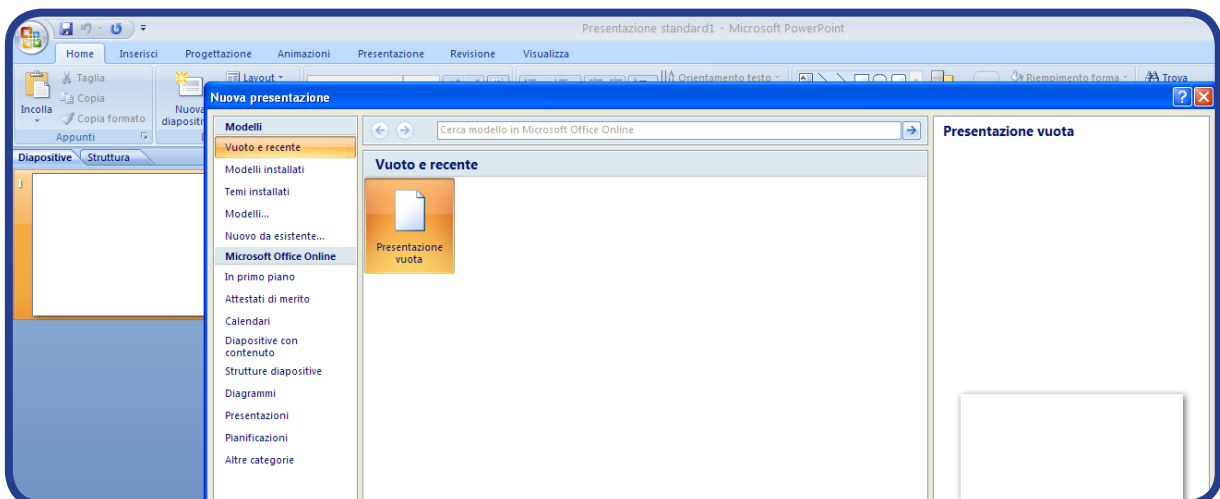 Presentazione standard1 - Microsoft PowerPoint
Home Inserisci Progettazione Animazioni Presentazione Revisione Visualizza
Taglia
Copia
Copia formato
Incolla
Appunti
Nuova
Layout
Orientamento testo
Riempimento forma
Trova
Diapositive Struttura
1
Nuova presentazione
Modelli
Vuoto e recente
Modelli installati
Temi installati
Modelli...
Nuovo da esistente...
Microsoft Office Online
In primo piano
Attestati di merito
Calendari
Diapositive con
contenuto
Strutture diapositive
Diagrammi
Presentazioni
Pianificazioni
Altre categorie
Cerca modello in Microsoft Office Online
Vuoto e recente
Presentazione
vuota
Presentazione vuota